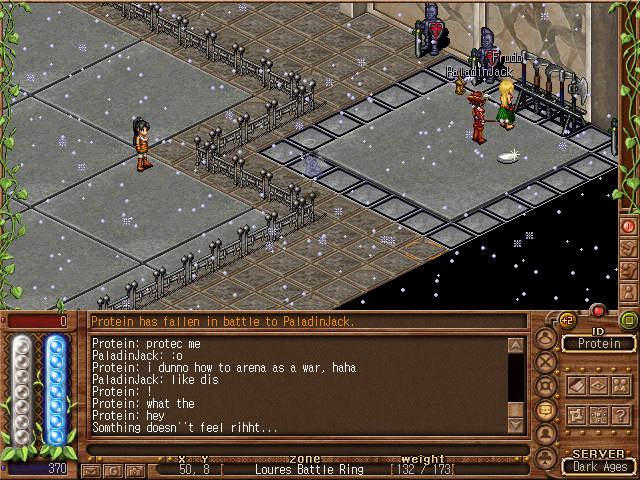 Frudo
PaladinJack
+2
ID
Protein
0
Protein has fallen in battle to PaladinJack.
Protein: protec me
PaladinJack: :o
Protein: i dunno how to arena as a war, haha
PaladinJack: like dis
Protein: !
Protein: what the
Protein: hey
Somthing doesn''t feel rihht...
370
X Y
zone
weight
50, 8
Loures Battle Ring
132 / 173
SERVER
Dark Ages